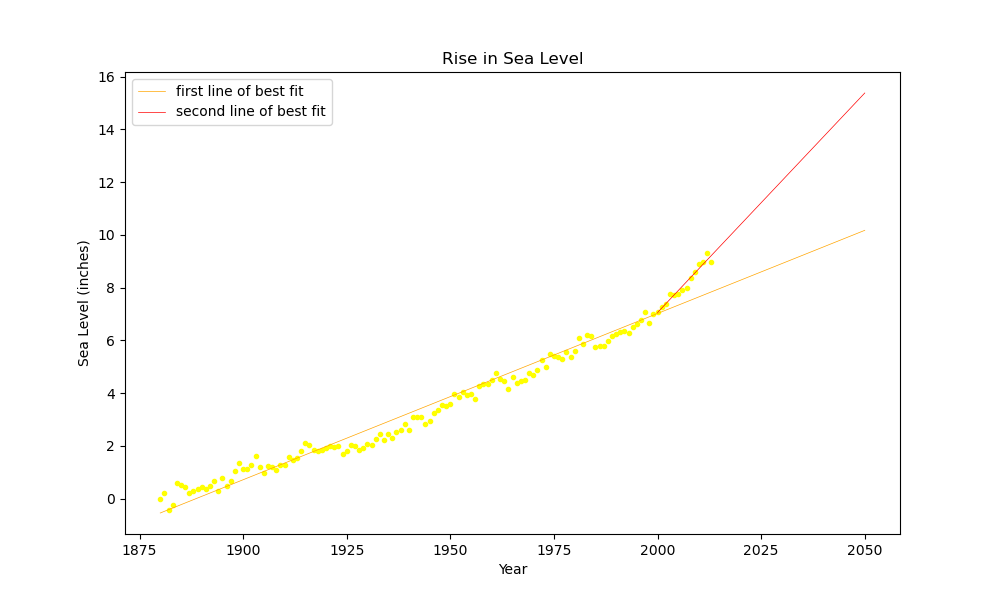 Rise in Sea Level
first line of best fit
second line of best fit
Sea Level (inches)
16
14
12
10
8
6
4
2
0
1875 1900 1925 1950 1975 2000 2025 2050
Year